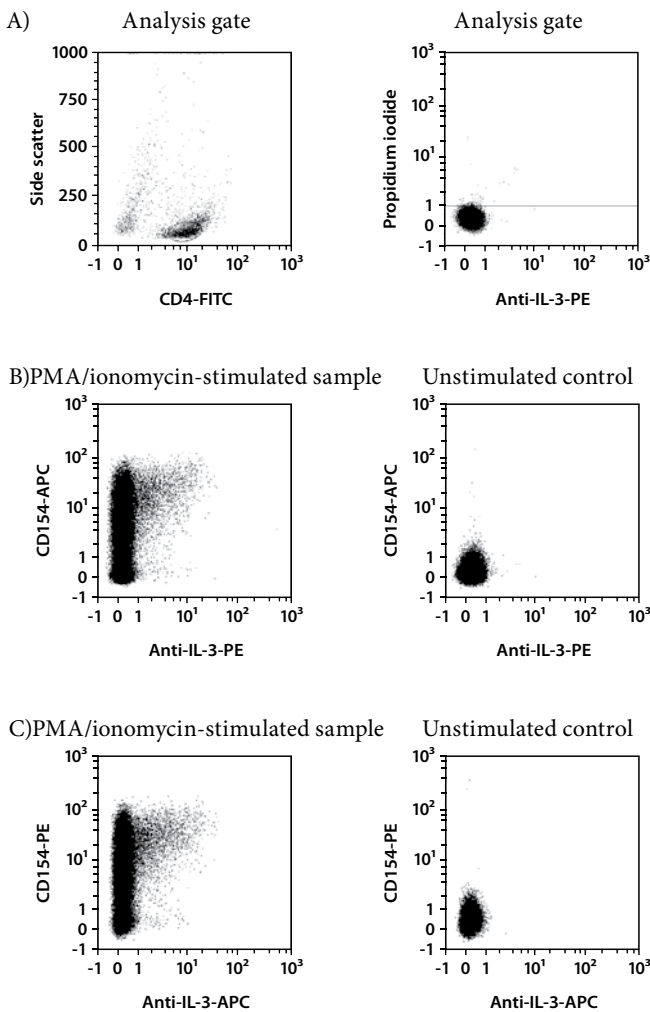 A) Analysis gate Analysis gate
1000
750
500
250
0
Side scatter
-1 0 1 10¹ 10² 10³
CD4-FITC
10³
10²
10¹
1
0
-1
Propidium iodide
-1 0 1 10¹ 10² 10³
Anti-IL-3-PE
B)PMA/ionomycin-stimulated sample Unstimulated control
10³
10²
10¹
1
0
-1
CD154-APC
-1 0 1 10¹ 10² 10³
Anti-IL-3-PE
10³
10²
10¹
1
0
-1
CD154-APC
-1 0 1 10¹ 10² 10³
Anti-IL-3-PE
C)PMA/ionomycin-stimulated sample Unstimulated control
10³
10²
10¹
1
0
-1
CD154-PE
-1 0 1 10¹ 10² 10³
Anti-IL-3-APC
10³
10²
10¹
1
0
-1
CD154-PE
-1 0 1 10¹ 10² 10³
Anti-IL-3-APC